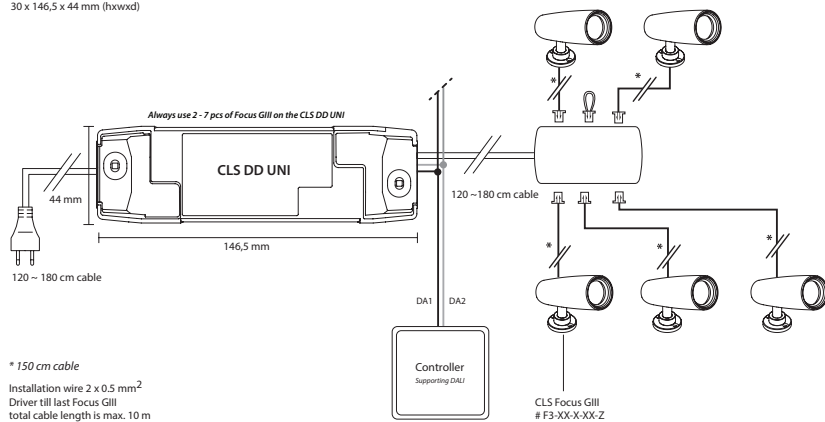 30 x 146,5 x 44 mm (hxwxd)
Always use 2 - 7 pcs of Focus GIII on the CLS DD UNI
CLS DD UNI
44 mm
146,5 mm
120 ~ 180 cm cable
120 ~180 cm cable
*
*
*
*
*
DA1
DA2
Controller
Supporting DALI
* 150 cm cable
Installation wire 2 x 0.5 mm2
Driver till last Focus GIII
total cable length is max. 10 m
CLS Focus GIII
# F3-XX-X-XX-Z